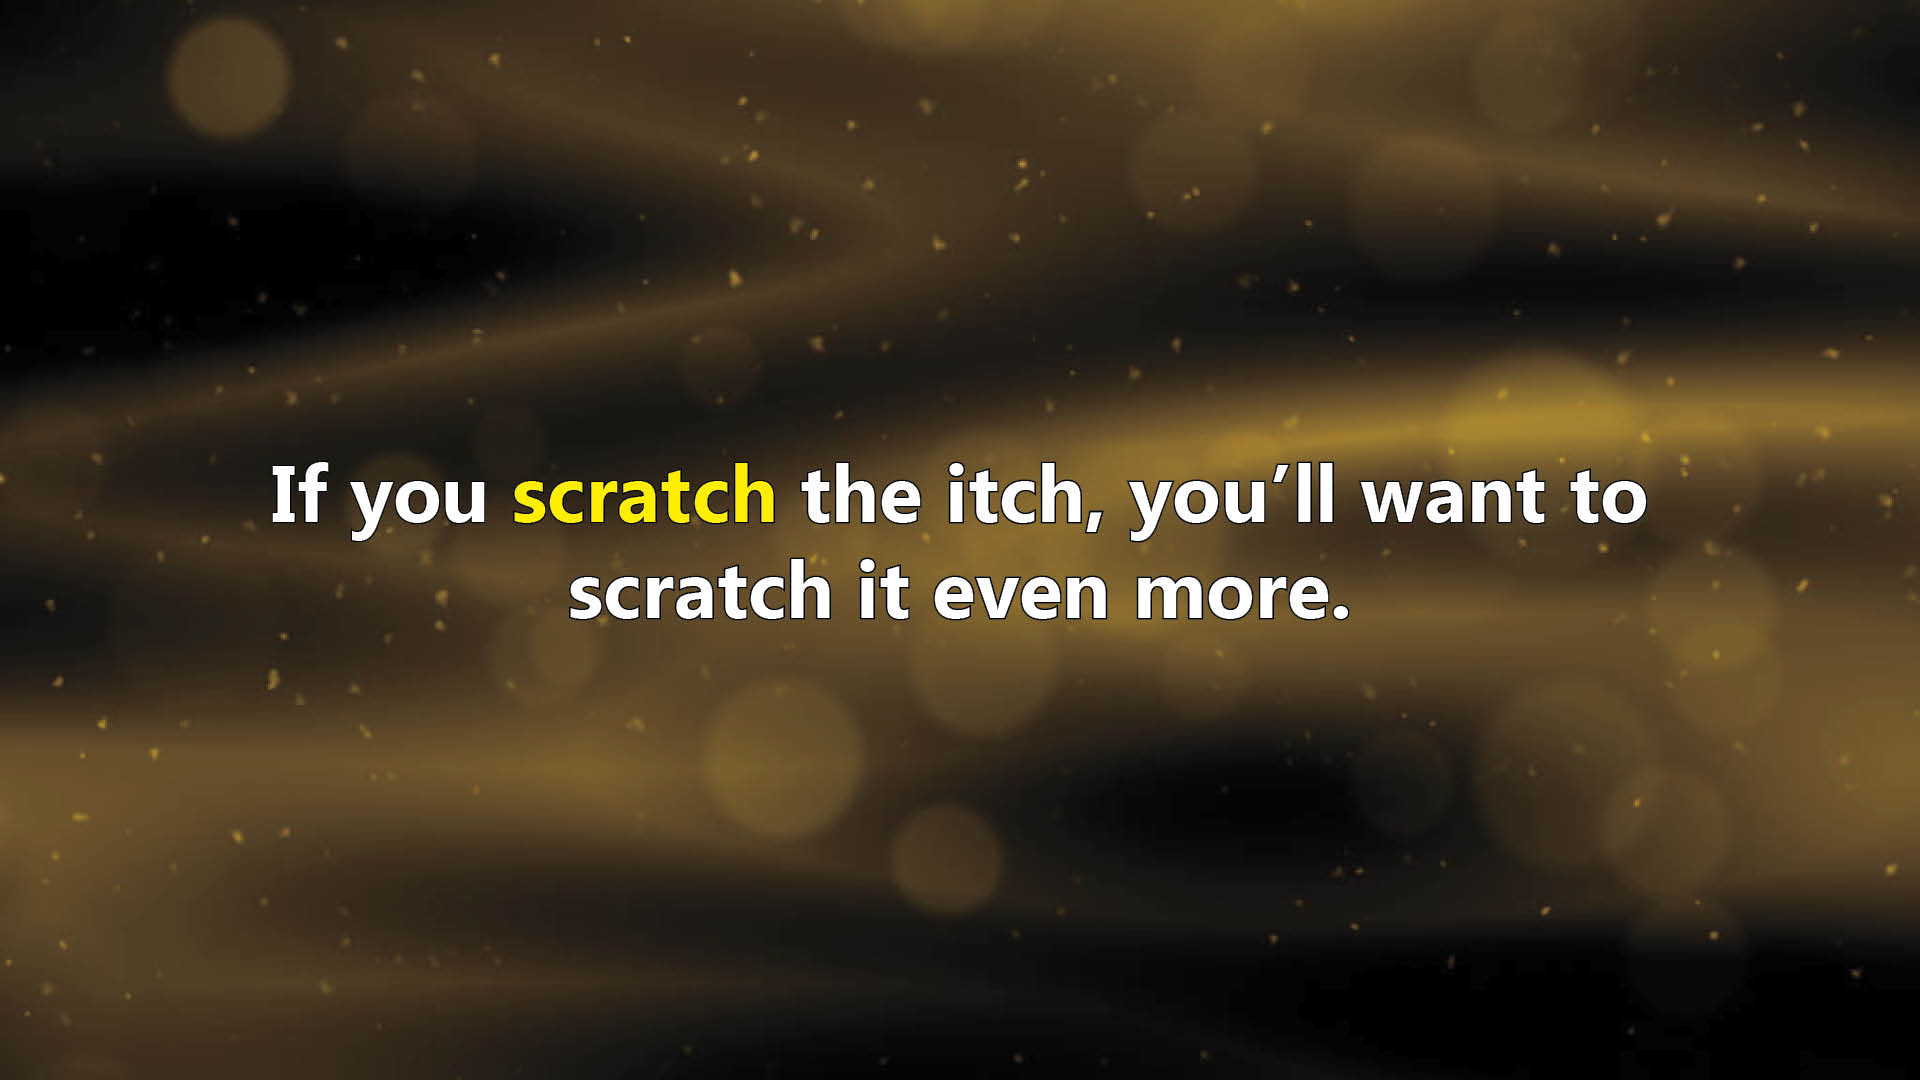 If you scratch the itch, you’ll want to
scratch it even more.